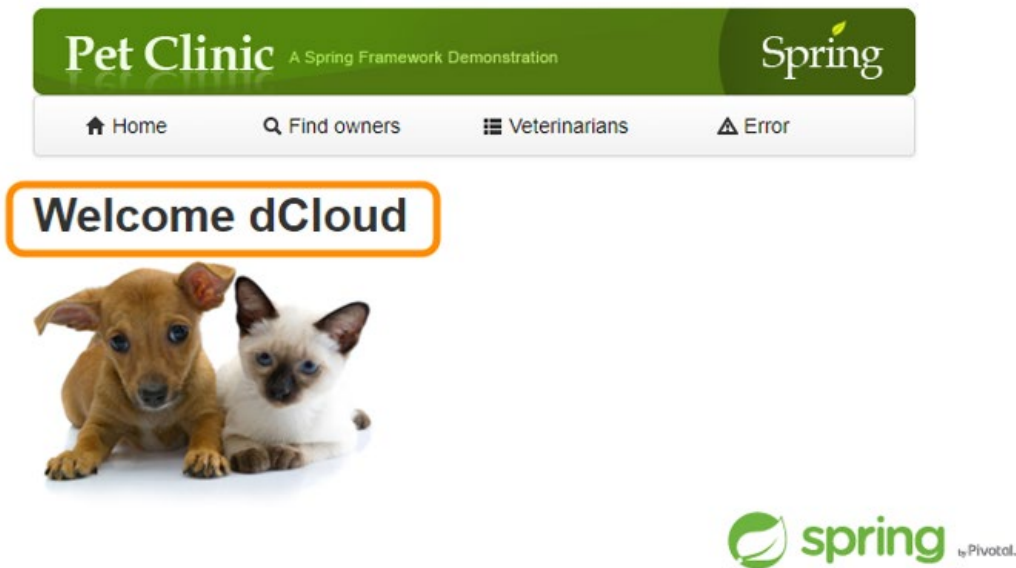 Pet Clinic A Spring Framework Demonstration Spring
Home Find owners Veterinarians Error
Welcome dCloud
spring by Pivotal.